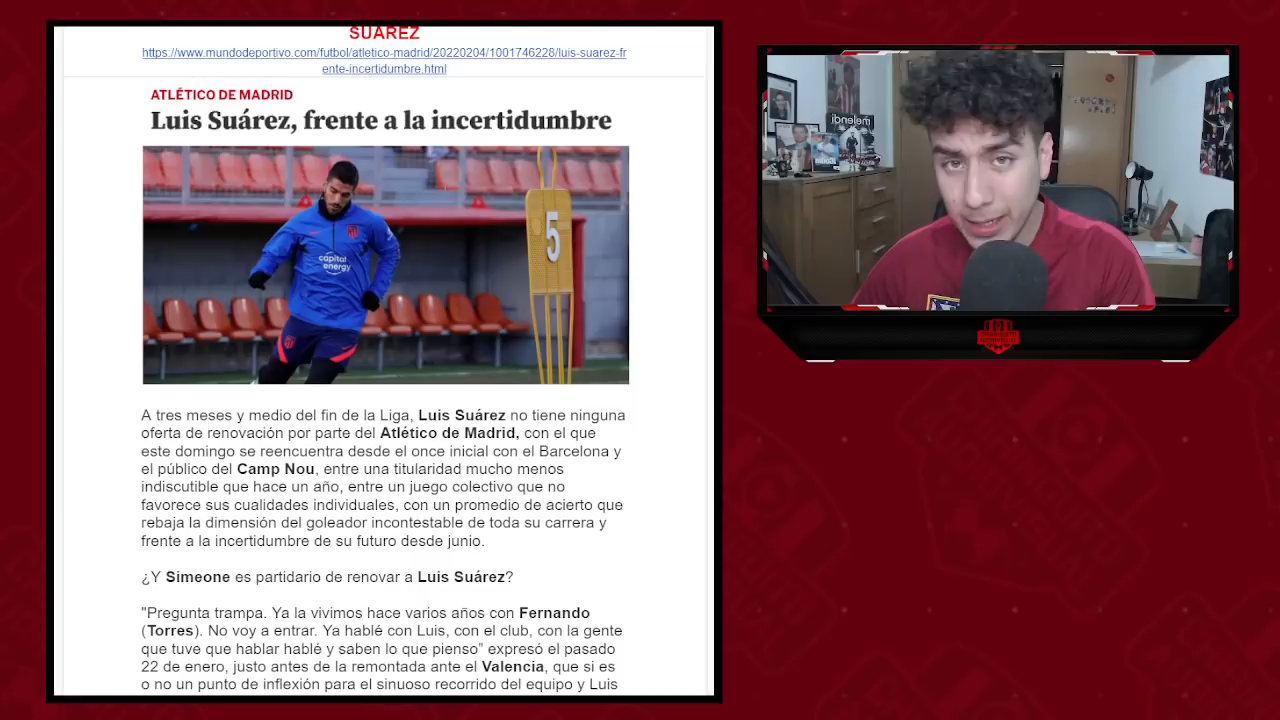 SUÁREZ
https://www.mundodeportivo.com/futbol/atletico-madrid/20220204/1001746228/luis-suarez-fr
ente-incertidumbre.html
ATLÉTICO DE MADRID
Luis Suárez, frente a la incertidumbre
5
capital
energy
A tres meses y medio del fin de la Liga, Luis Suárez no tiene ninguna
oferta de renovación por parte del Atlético de Madrid, con el que
este domingo se reencuentra desde el once inicial con el Barcelona y
el público del Camp Nou, entre una titularidad mucho menos
indiscutible que hace un año, entre un juego colectivo que no
favorece sus cualidades individuales, con un promedio de acierto que
rebaja la dimensión del goleador incontestable de toda su carrera y
frente a la incertidumbre de su futuro desde junio.
¿Y Simeone es partidario de renovar a Luis Suárez?
"Pregunta trampa. Ya la vivimos hace varios años con Fernando
(Torres). No voy a entrar. Ya hablé con Luis, con el club, con la gente
que tuve que hablar hablé y saben lo que pienso” expresó el pasado
22 de enero, justo antes de la remontada ante el Valencia, que si es
o no un punto de inflexión para el sinuoso recorrido del equipo y Luis
melendi